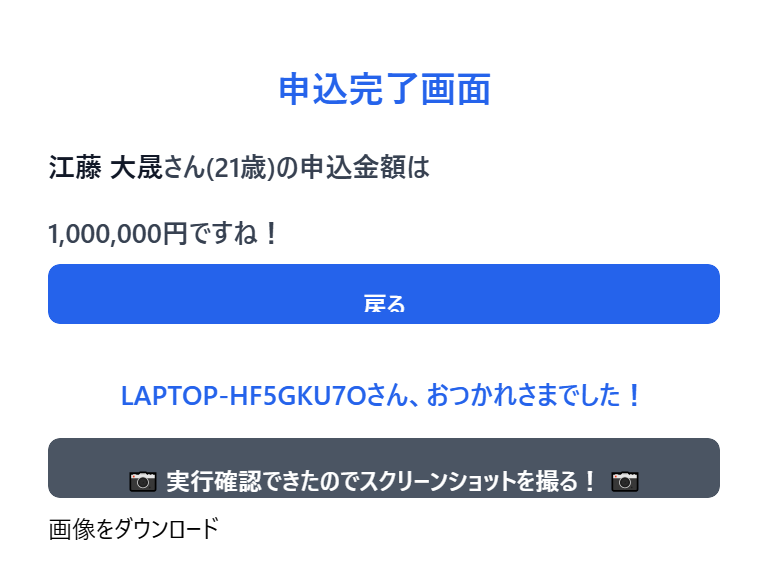 申込完了画面
江藤 大晟さん(21歳)の申込金額は
1,000,000円ですね！
戻る
LAPTOP-HF5GKU7Oさん、おつかれさまでした！
📷 実行確認できたのでスクリーンショットを撮る！ 📷
画像をダウンロード